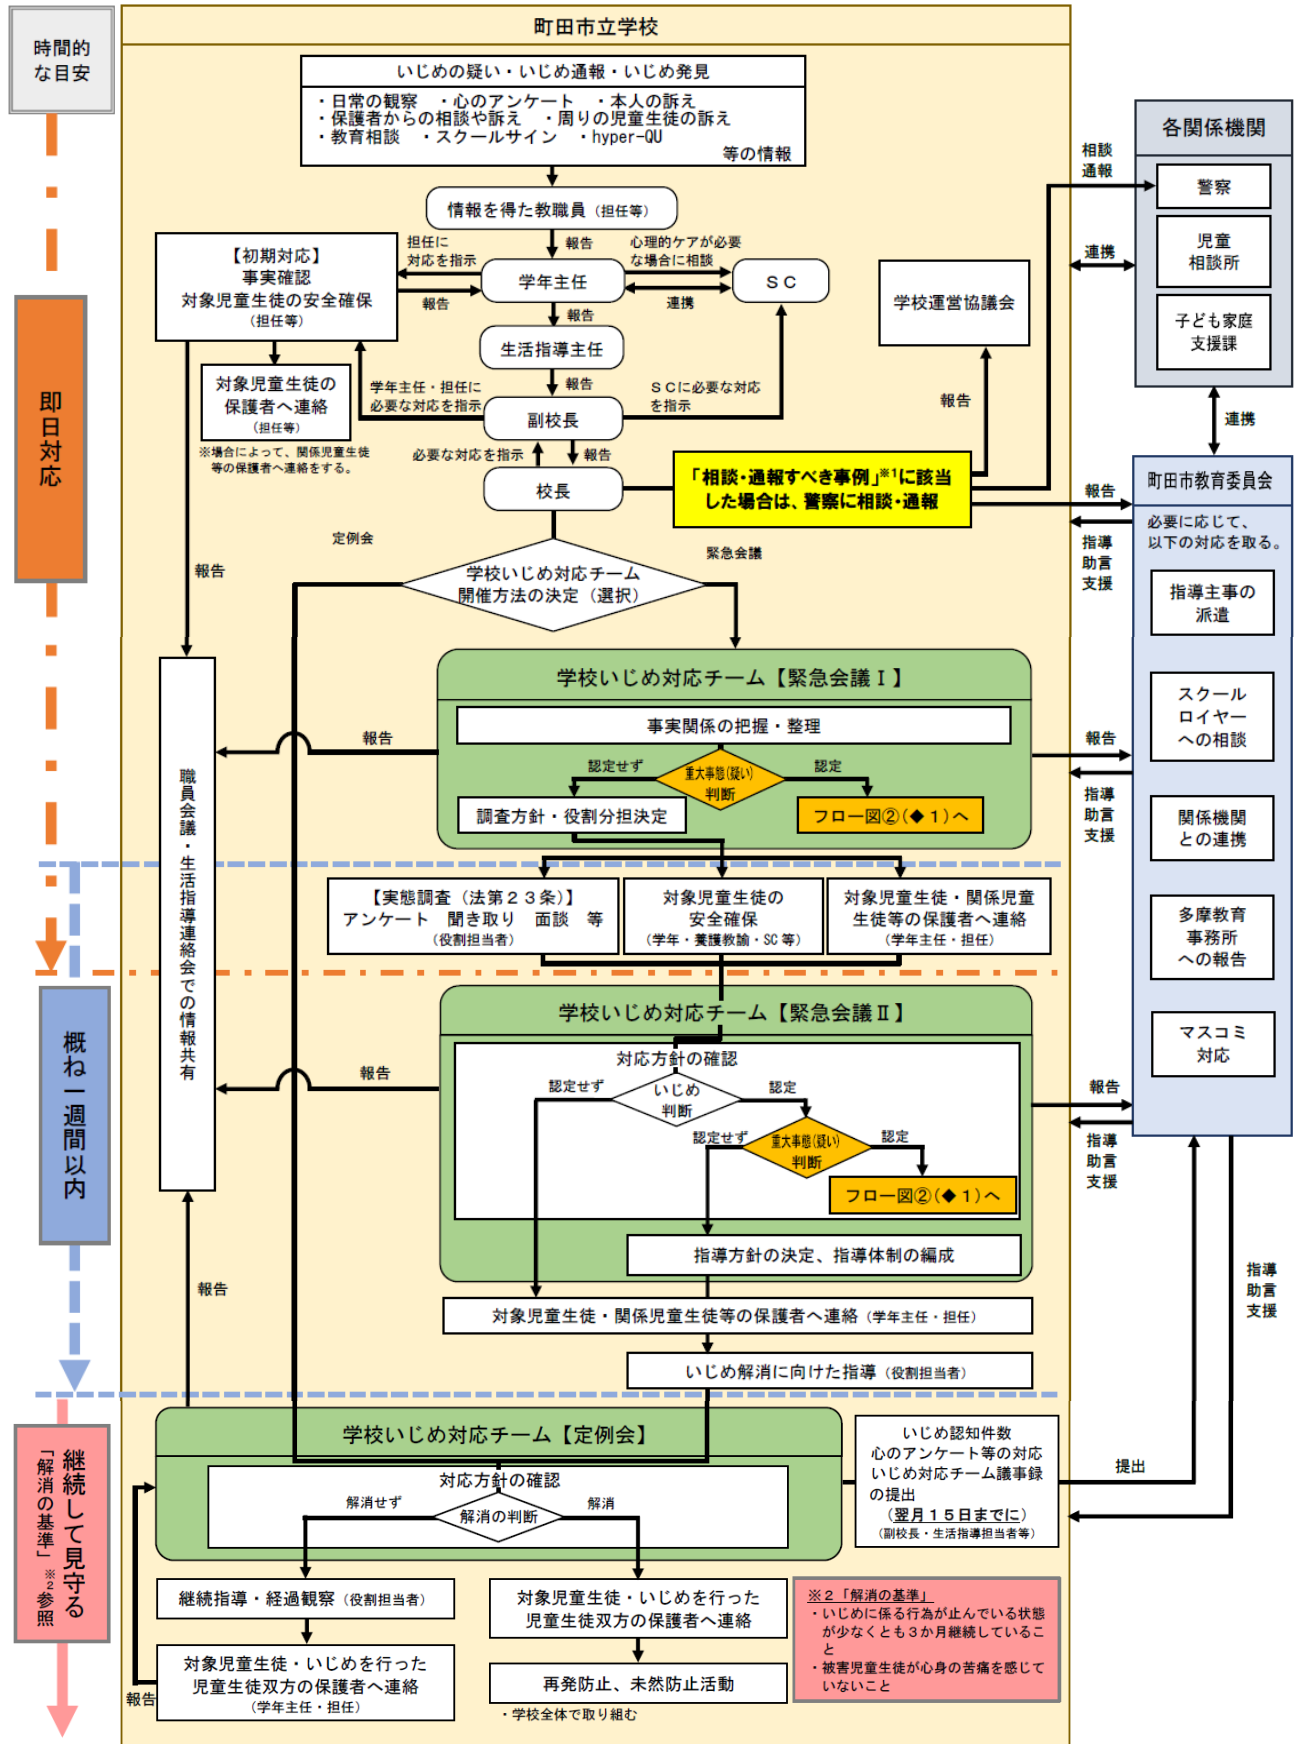 時間的
な目安
町田市立学校
いじめの疑い・いじめ通報・いじめ発見
・日常の観察　・心のアンケート　・本人の訴え
・保護者からの相談や訴え　・周りの児童生徒の訴え
・教育相談　・スクールサイン　・hyper-QU
等の情報
情報を得た教職員（担任等）
報告
担任に
対応を指示
心理的ケアが必要
な場合に相談
【初期対応】
事実確認
対象児童生徒の安全確保
（担任等）
学年主任
ＳＣ
報告
連携
報告
生活指導主任
報告
対象児童生徒の
保護者へ連絡
（担任等）
※場合によって、関係児童生徒
等の保護者へ連絡をする。
学年主任・担任に
必要な対応を指示
副校長
ＳＣに必要な対応
を指示
必要な対応を指示
報告
校長
学校運営協議会
報告
「相談・通報すべき事例」※1に該当
した場合は、警察に相談・通報
相談
通報
各関係機関
警察
児童
相談所
子ども家庭
支援課
連携
連携
町田市教育委員会
必要に応じて、
以下の対応を取る。
指導主事の
派遣
スクール
ロイヤー
への相談
関係機関
との連携
多摩教育
事務所
への報告
マスコミ
対応
報告
指導
助言
支援
即日対応
報告
定例会
緊急会議
学校いじめ対応チーム
開催方法の決定（選択）
学校いじめ対応チーム【緊急会議Ⅰ】
事実関係の把握・整理
認定せず
重大事態(疑い)
判断
認定
調査方針・役割分担決定
フロー図②(◆１)へ
報告
報告
指導
助言
支援
職員会議・生活指導連絡会での情報共有
【実態調査（法第２３条）】
アンケート　聞き取り　面談　等
（役割担当者）
対象児童生徒の
安全確保
（学年・養護教諭・SC等）
対象児童生徒・関係児童
生徒等の保護者へ連絡
（学年主任・担任）
概ね一週間以内
学校いじめ対応チーム【緊急会議Ⅱ】
対応方針の確認
認定せず
いじめ
判断
認定
認定せず
重大事態(疑い)
判断
認定
フロー図②(◆１)へ
指導方針の決定、指導体制の編成
報告
報告
指導
助言
支援
対象児童生徒・関係児童生徒等の保護者へ連絡（学年主任・担任）
いじめ解消に向けた指導（役割担当者）
報告
指導
助言
支援
継続して見守る
「解消の基準」※2参照
学校いじめ対応チーム【定例会】
対応方針の確認
解消せず
解消の判断
解消
いじめ認知件数
心のアンケート等の対応
いじめ対応チーム議事録
の提出
（翌月１５日までに）
（副校長・生活指導担当者等）
提出
継続指導・経過観察（役割担当者）
対象児童生徒・いじめを行った
児童生徒双方の保護者へ連絡
（学年主任・担任）
報告
対象児童生徒・いじめを行った
児童生徒双方の保護者へ連絡
再発防止、未然防止活動
・学校全体で取り組む
※２「解消の基準」
・いじめに係る行為が止んでいる状態
が少なくとも３か月継続しているこ
と
・被害児童生徒が心身の苦痛を感じて
いないこと